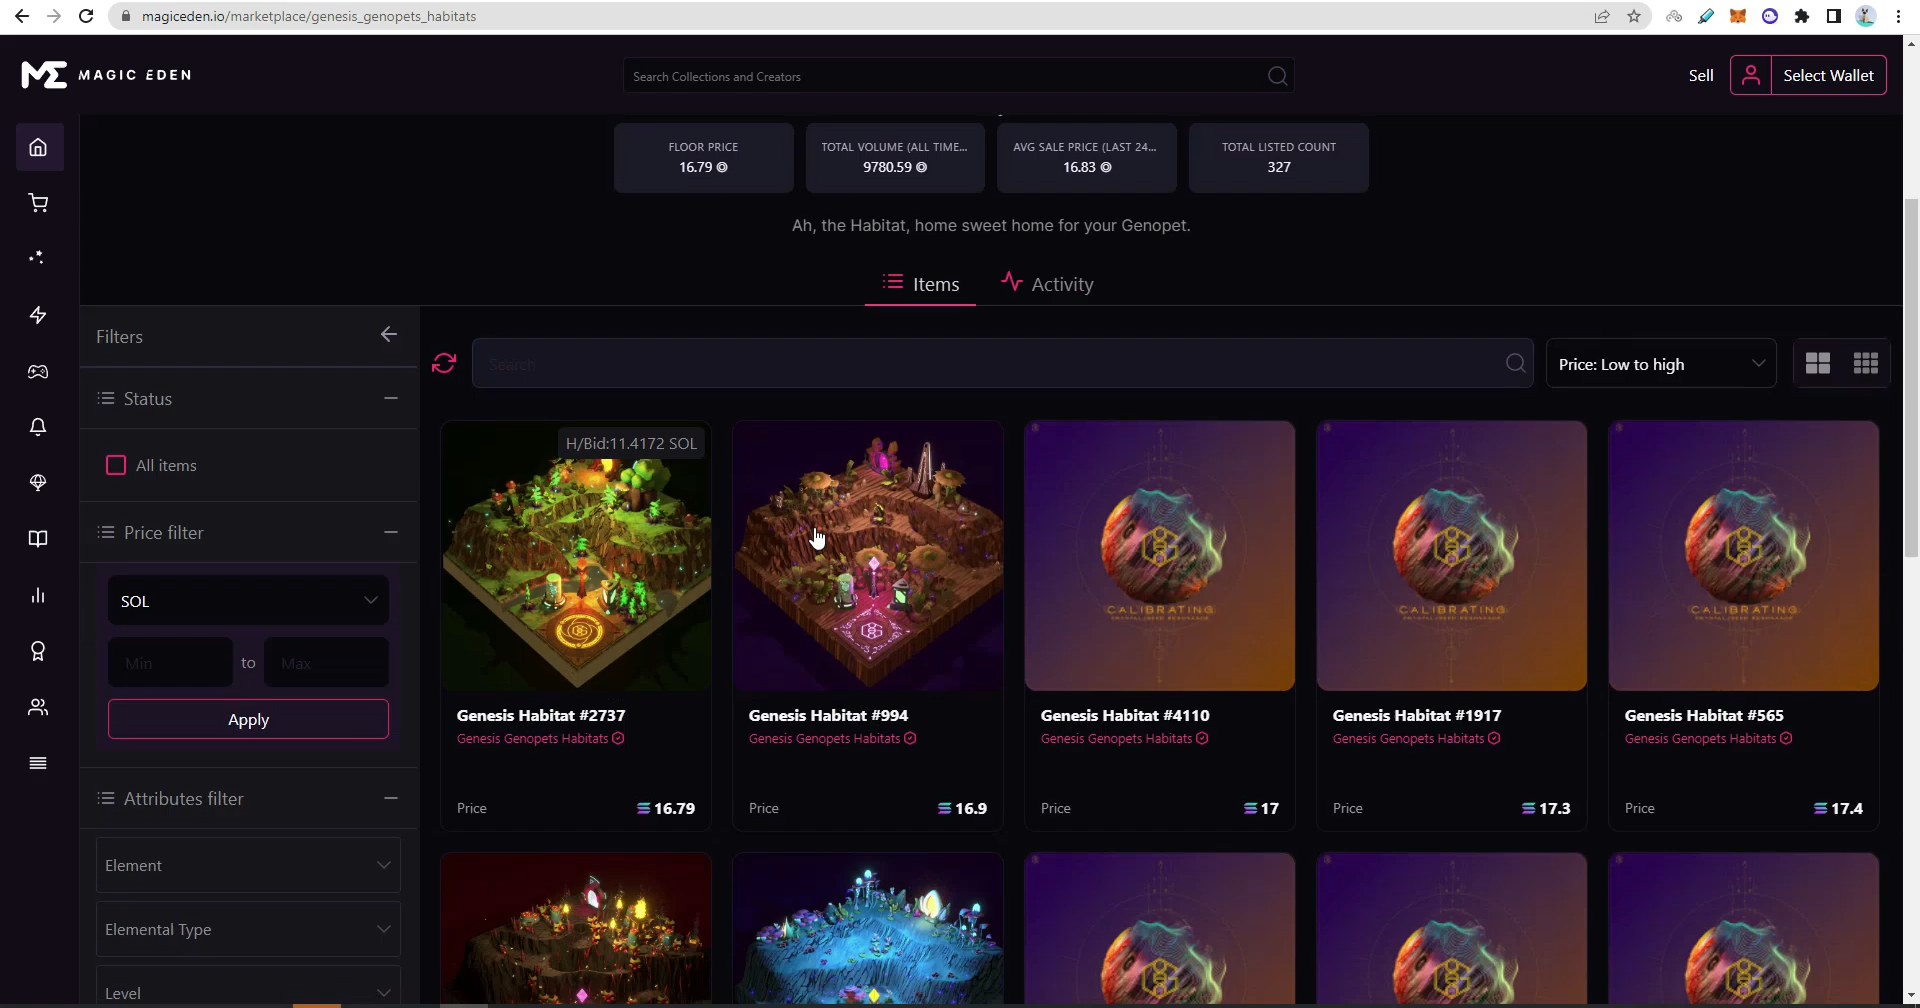 magiceden.io/marketplace/genesis_genopets_habitats
MAGIC EDEN
Search Collections and Creators
Sell
Select Wallet
FLOOR PRICE
16.79
TOTAL VOLUME (ALL TIME...
9780.59
AVG SALE PRICE (LAST 24...
16.83
TOTAL LISTED COUNT
327
Ah, the Habitat, home sweet home for your Genopet.
Items
Activity
Filters
Search
Price: Low to high
Status
All items
Price filter
SOL
Min
to
Max
Apply
Attributes filter
Element
Elemental Type
Level
H/Bid:11.4172 SOL
CALIBRATING
CALIBRATING
CALIBRATING
Genesis Habitat #2737
Genesis Genopets Habitats
Price
16.79
Genesis Habitat #994
Genesis Genopets Habitats
Price
16.9
Genesis Habitat #4110
Genesis Genopets Habitats
Price
17
Genesis Habitat #1917
Genesis Genopets Habitats
Price
17.3
Genesis Habitat #565
Genesis Genopets Habitats
Price
17.4